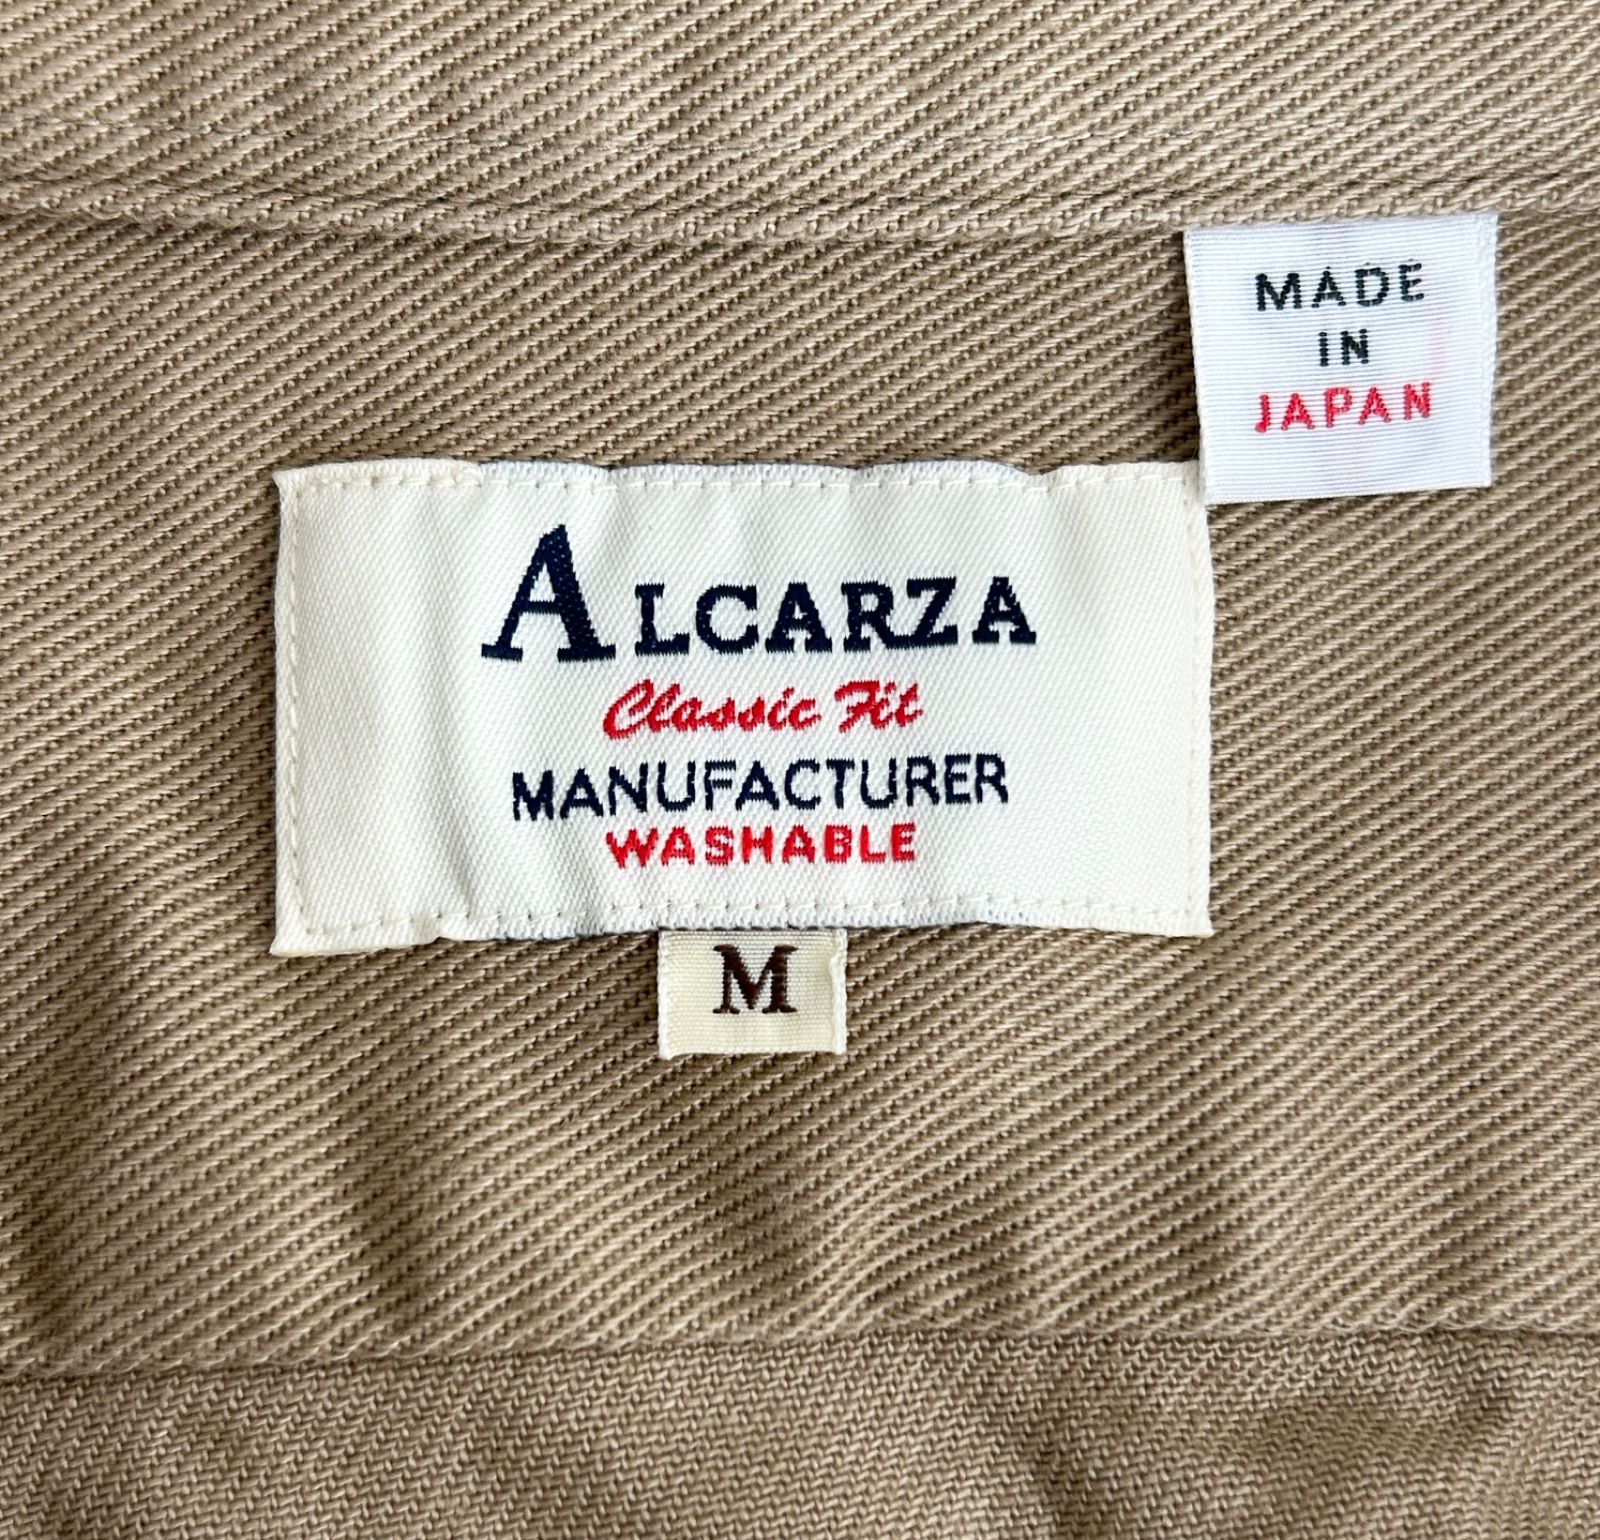 MADE
IN
JAPAN
ALCARZA
Classic Fit
MANUFACTURER
WASHABLE
M